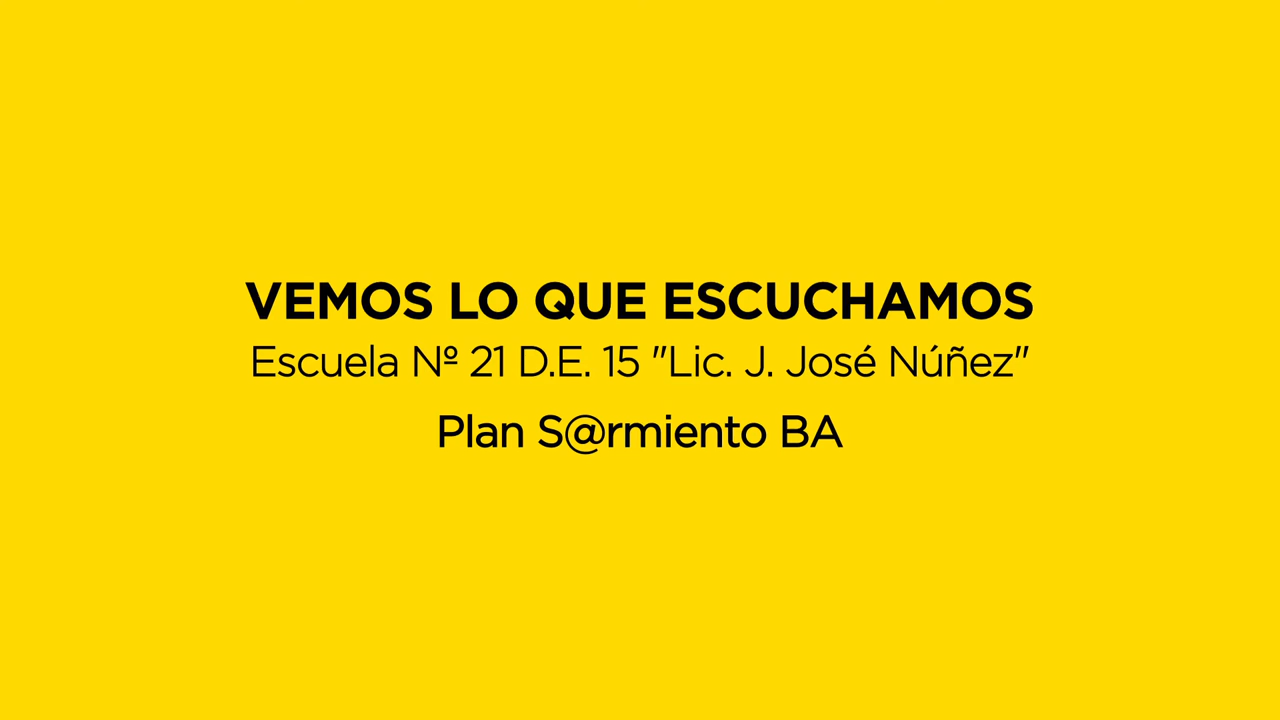 VEMOS LO QUE ESCUCHAMOS
Escuela Nº 21 D.E. 15 "Lic. J. José Núñez"
Plan S@rmiento BA